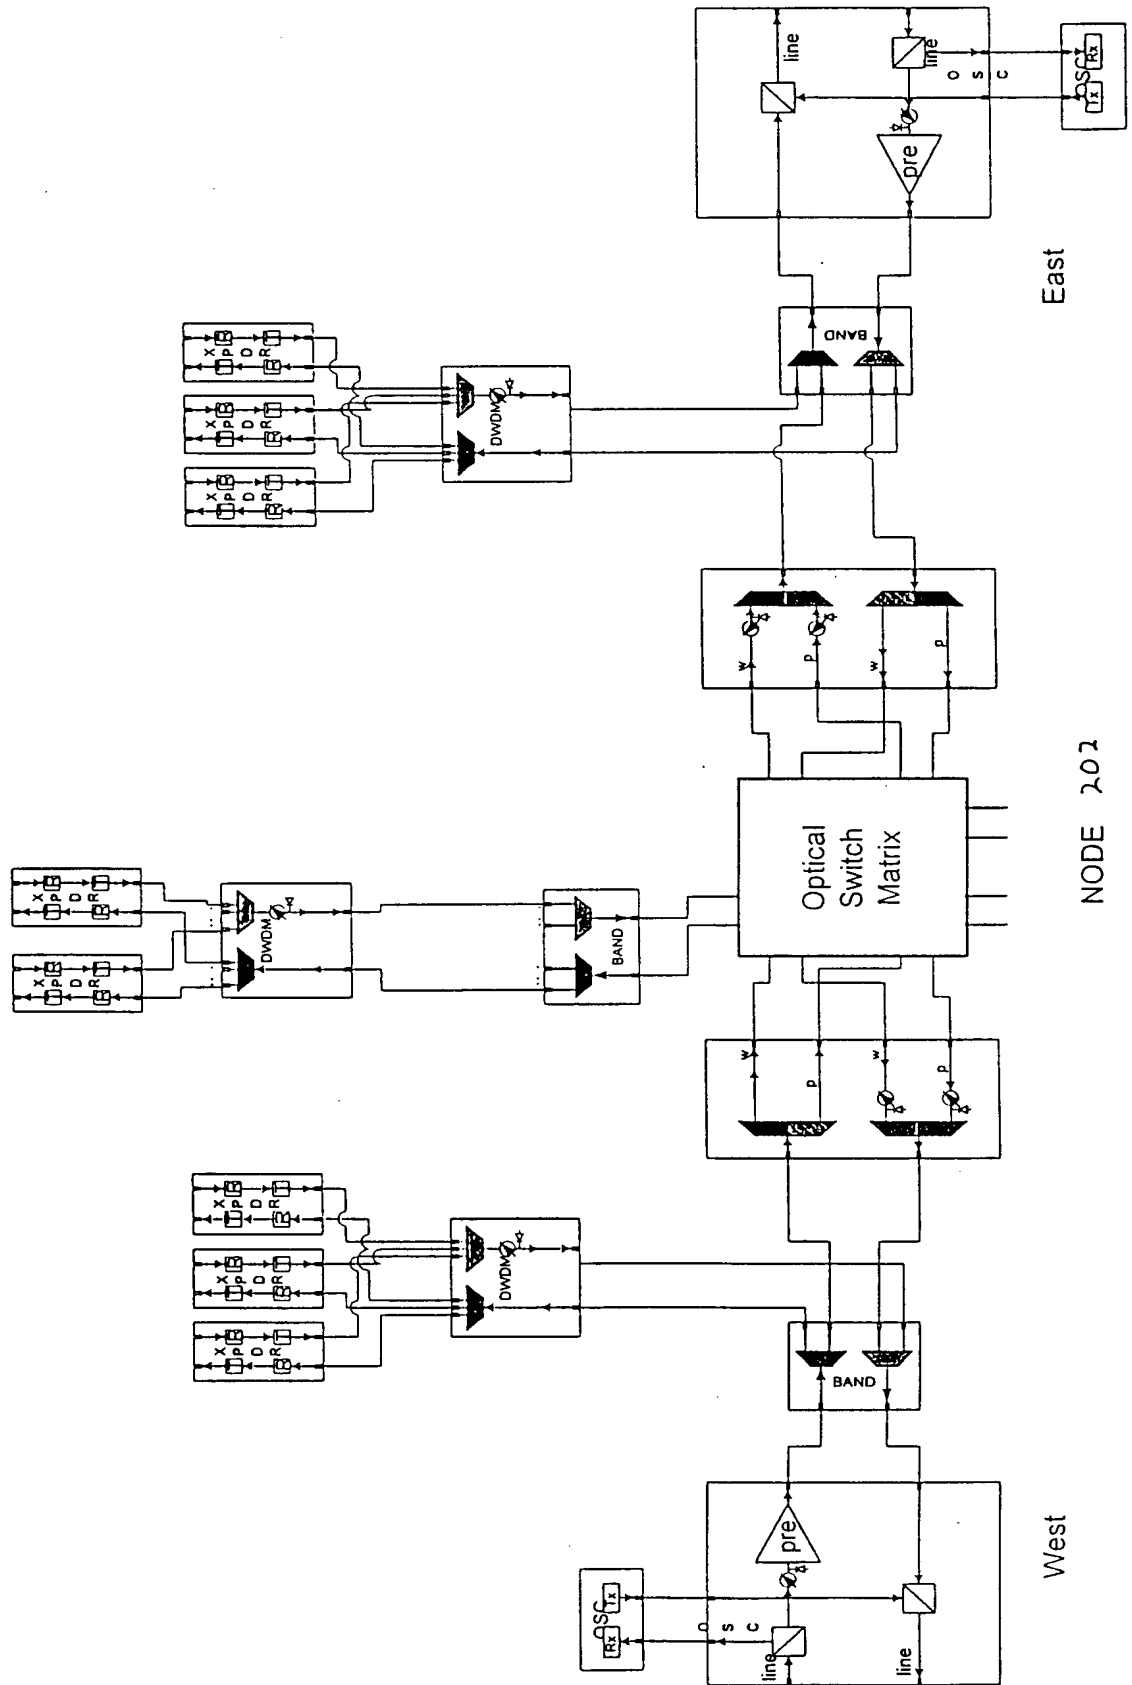 R X P D R T
T R
R X P D R T
T R
R X P D R T
T R
R X P D R T
T R
R X P D R T
T R
R X P D R T
T R
R X P D R T
T R
R X P D R T
T R
DWDM
DWDM
DWDM
BAND
OSC
Rx
Tx
O S C
line
line
pre
BAND
w
p
w
p
Optical
Switch
Matrix
w
p
w
p
BAND
line
line
pre
O S C
OSC
Tx
Rx
West
NODE 202
East